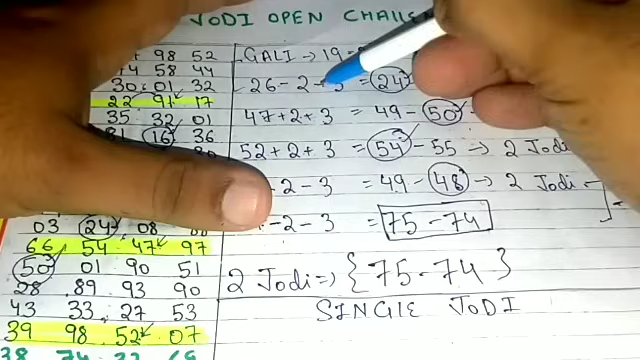 JODI OPEN CHALLEN
98 52
58 44
30 01 32
22 91 17
35 32 01
16 36
03 24 08
66 54 47 97
50 01 90 51
28 89 93 90
43 33 27 53
39 98 52 07
GALI → 19
26 - 2 + 3 = 24
47 + 2 + 3 = 49 - 50
52 + 2 + 3 = 54 - 55 → 2 Jodi
- 2 - 3 = 49 - 48 → 2 Jodi
- 2 - 3 = 75 - 74
2 Jodi ⇒ {75 - 74}
SINGLE JODI